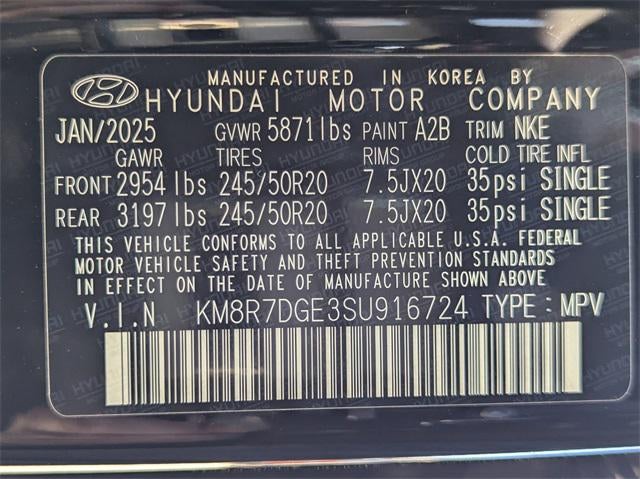 MANUFACTURED IN KOREA BY
HYUNDAI MOTOR COMPANY
JAN/2025 GVWR 5871lbs PAINT A2B TRIM NKE
GAWR TIRES RIMS COLD TIRE INFL
FRONT 2954 lbs 245/50R20 7.5JX20 35psi SINGLE
REAR 3197 lbs 245/50R20 7.5JX20 35psi SINGLE
THIS VEHICLE CONFORMS TO ALL APPLICABLE U.S.A. FEDERAL
MOTOR VEHICLE SAFETY AND THEFT PREVENTION STANDARDS
IN EFFECT ON THE DATE OF MANUFACTURE SHOWN ABOVE
V.I.N KM8R7DGE3SU916724 TYPE : MPV